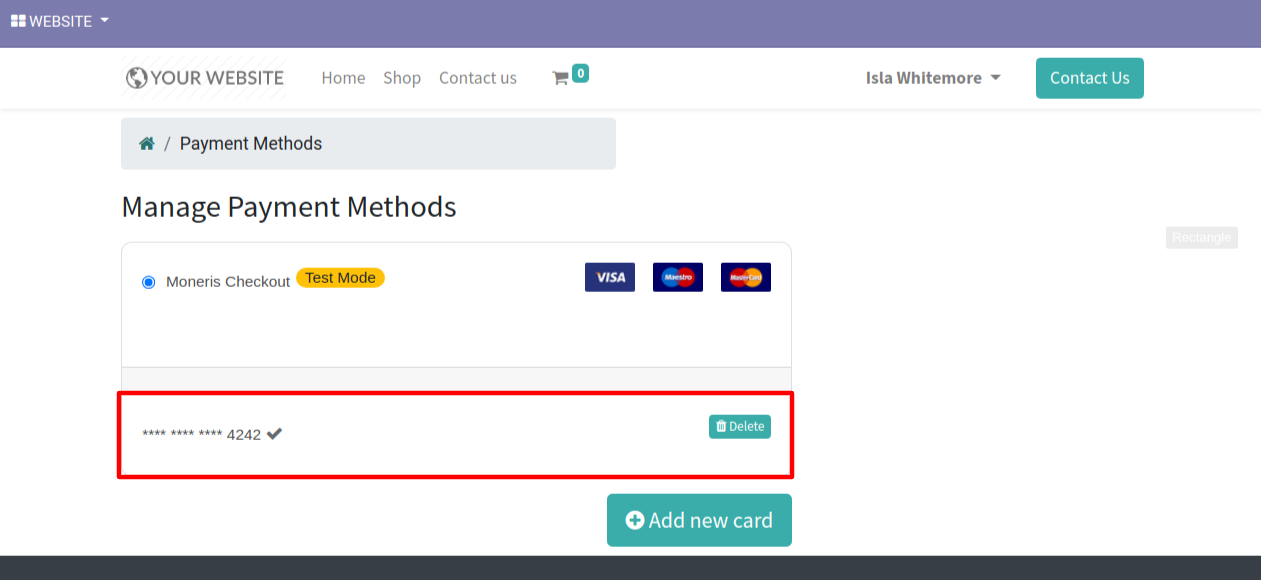 WEBSITE
YOUR WEBSITE Home Shop Contact us 0 Isla Whitemore Contact Us
/ Payment Methods
Manage Payment Methods
Rectangle
Moneris Checkout Test Mode VISA Maestro MasterCard
**** **** **** 4242 Delete
Add new card